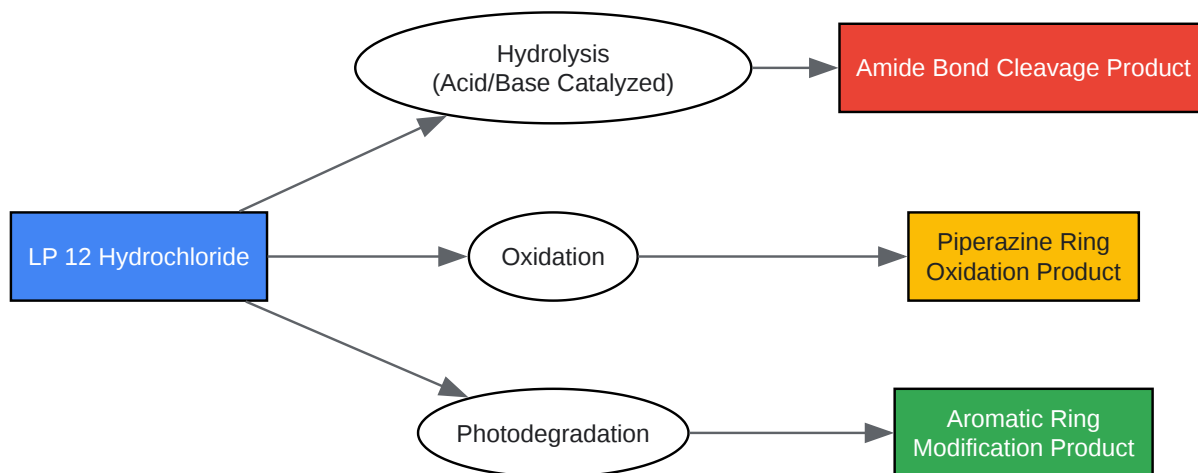 Hydrolysis
(Acid/Base Catalyzed)
Amide Bond Cleavage Product
LP 12 Hydrochloride
Oxidation
Piperazine Ring
Oxidation Product
Photodegradation
Aromatic Ring
Modification Product